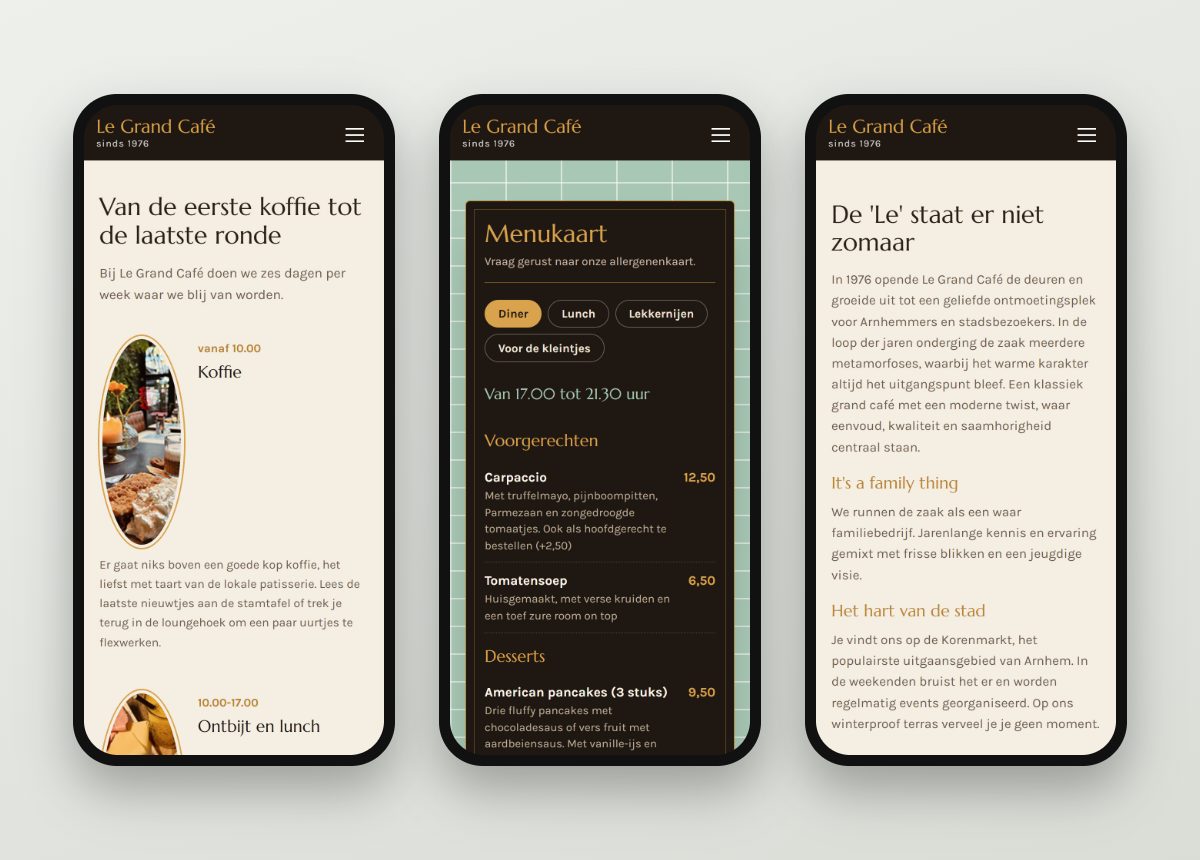 Le Grand Café
sinds 1976
Van de eerste koffie tot
de laatste ronde
Bij Le Grand Café doen we zes dagen per
week waar we blij van worden.
vanaf 10.00
Koffie
Er gaat niks boven een goede kop koffie, het
liefst met taart van de lokale patisserie. Lees de
laatste nieuwtjes aan de stamtafel of trek je
terug in de loungehoek om een paar uurtjes te
flexwerken.
10.00-17.00
Ontbijt en lunch
Le Grand Café
sinds 1976
Menukaart
Vraag gerust naar onze allergenenkaart.
Diner
Lunch
Lekkernijen
Voor de kleintjes
Van 17.00 tot 21.30 uur
Voorgerechten
Carpaccio 12,50
Met truffelmayo, pijnboompitten,
Parmezaan en zongedroogde
tomaatjes. Ook als hoofdgerecht te
bestellen (+2,50)
Tomatensoep 6,50
Huisgemaakt, met verse kruiden en
een toef zure room on top
Desserts
American pancakes (3 stuks) 9,50
Drie fluffy pancakes met
chocoladesaus of vers fruit met
aardbeiensaus. Met vanille-ijs en
Le Grand Café
sinds 1976
De 'Le' staat er niet
zomaar
In 1976 opende Le Grand Café de deuren en
groeide uit tot een geliefde ontmoetingsplek
voor Arnhemmers en stadsbezoekers. In de
loop der jaren onderging de zaak meerdere
metamorfoses, waarbij het warme karakter
altijd het uitgangspunt bleef. Een klassiek
grand café met een moderne twist, waar
eenvoud, kwaliteit en saamhorigheid
centraal staan.
It's a family thing
We runnen de zaak als een waar
familiebedrijf. Jarenlange kennis en ervaring
gemixt met frisse blikken en een jeugdige
visie.
Het hart van de stad
Je vindt ons op de Korenmarkt, het
populairste uitgaansgebied van Arnhem. In
de weekenden bruist het er en worden
regelmatig events georganiseerd. Op ons
winterproof terras verveel je je geen moment.